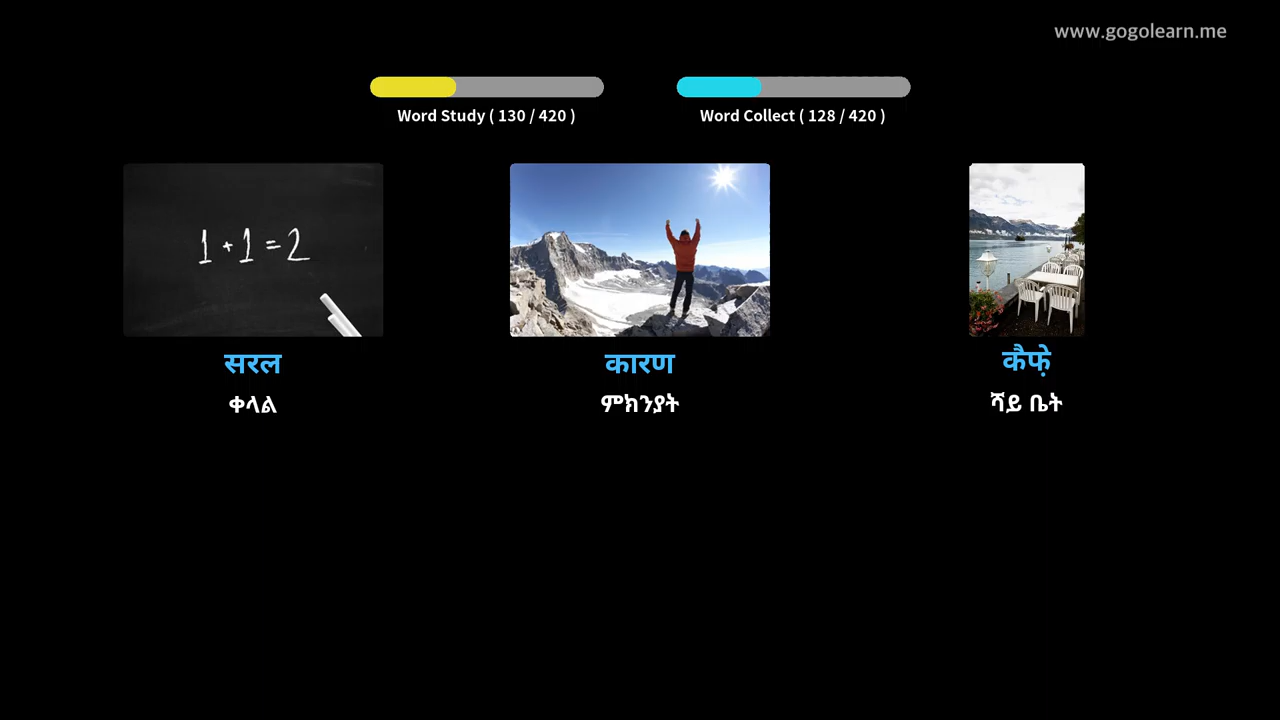 www.gogolearn.me
Word Study ( 130 / 420 )
Word Collect ( 128 / 420 )
1 + 1 = 2
सरल
कारण
कैफ़े
ቀላል
ምክንያት
ሻይ ቤት